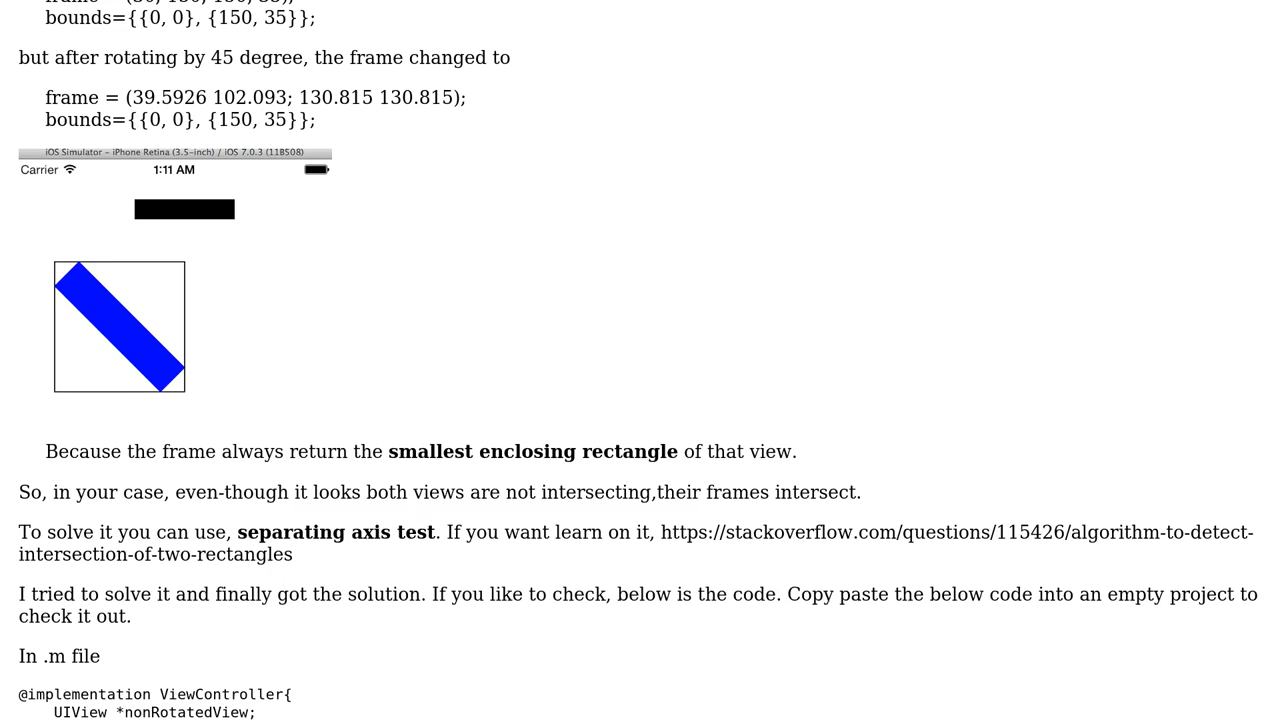 bounds={{0, 0}, {150, 35}};
but after rotating by 45 degree, the frame changed to
frame = (39.5926 102.093; 130.815 130.815);
bounds={{0, 0}, {150, 35}};
iOS Simulator - iPhone Retina (3.5-inch) / iOS 7.0.3 (11B508)
Carrier 1:11 AM
Because the frame always return the smallest enclosing rectangle of that view.
So, in your case, even-though it looks both views are not intersecting,their frames intersect.
To solve it you can use, separating axis test. If you want learn on it, https://stackoverflow.com/questions/115426/algorithm-to-detect-
intersection-of-two-rectangles
I tried to solve it and finally got the solution. If you like to check, below is the code. Copy paste the below code into an empty project to
check it out.
In .m file
@implementation ViewController{
UIView *nonRotatedView;